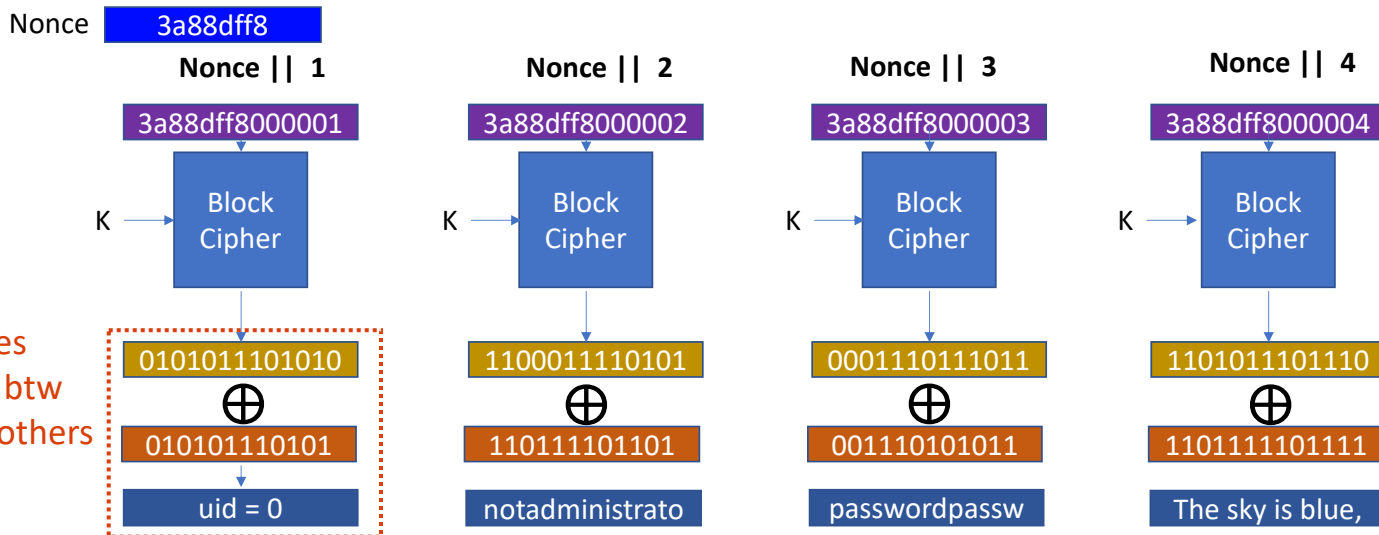 Nonce 3a88dff8
Nonce || 1 Nonce || 2 Nonce || 3 Nonce || 4
3a88dff8000001 3a88dff8000002 3a88dff8000003 3a88dff8000004
Block Block Block Block
K Cipher K Cipher K Cipher K Cipher
es
0101011101010 1100011110101 0001110111011 1101011101110
btw
others
010101110101 110111101101 001110101011 1101111101111
uid = 0 notadministrato passwordpassw The sky is blue,